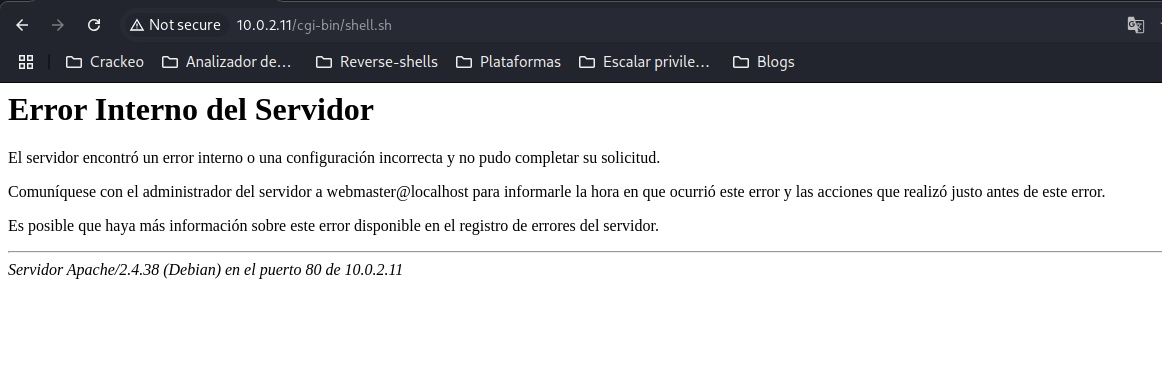 Not secure 10.0.2.11/cgi-bin/shell.sh
Crackeo Analizador de... Reverse-shells Plataformas Escalar privile... Blogs
Error Interno del Servidor
El servidor encontró un error interno o una configuración incorrecta y no pudo completar su solicitud.
Comuníquese con el administrador del servidor a webmaster@localhost para informarle la hora en que ocurrió este error y las acciones que realizó justo antes de este error.
Es posible que haya más información sobre este error disponible en el registro de errores del servidor.
Servidor Apache/2.4.38 (Debian) en el puerto 80 de 10.0.2.11